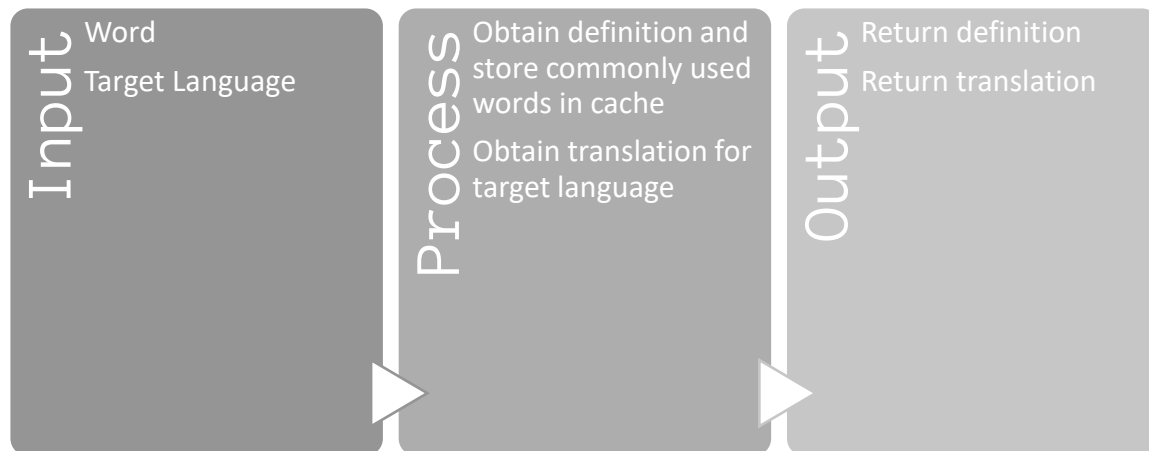 Input
Word
Target Language
Process
Obtain definition and
store commonly used
words in cache
Obtain translation for
target language
Output
Return definition
Return translation